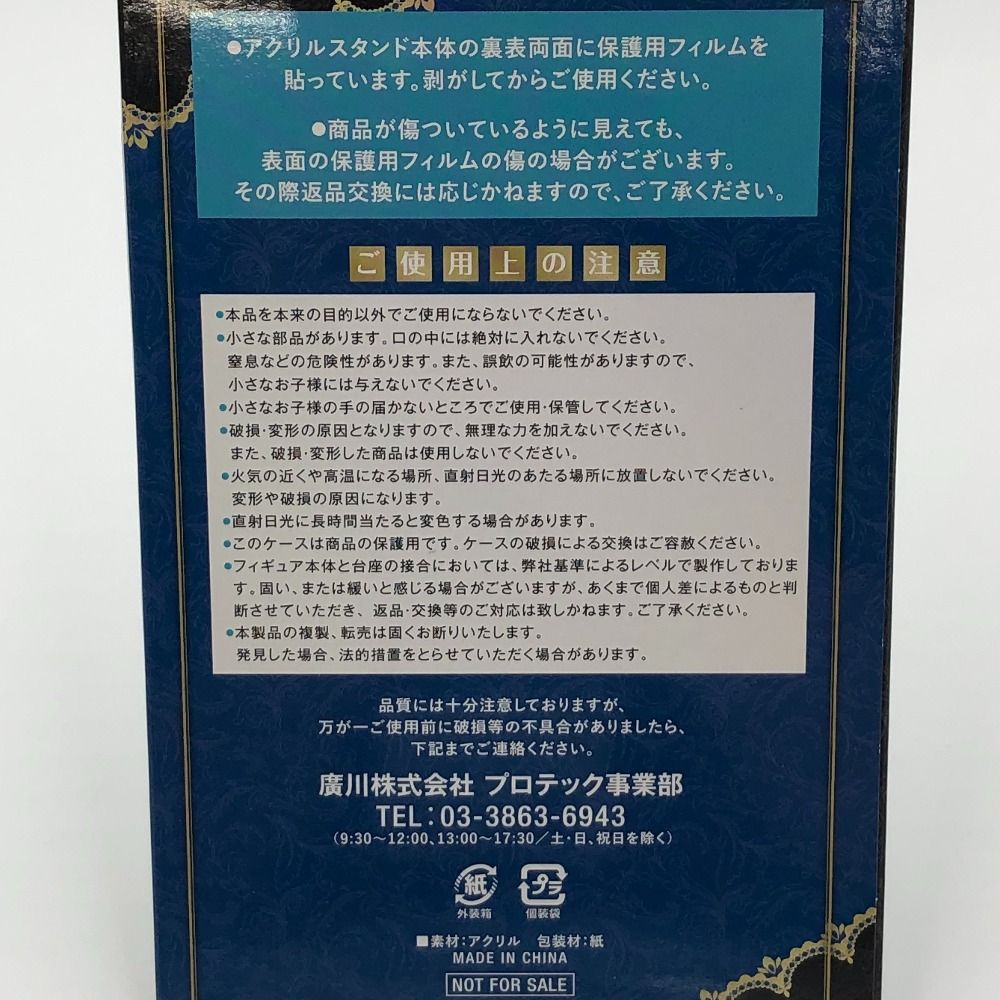 ●アクリルスタンド本体の裏表両面に保護用フィルムを
貼っています。剥がしてからご使用ください。
●商品が傷ついているように見えても、
表面の保護用フィルムの傷の場合がございます。
その際返品交換には応じかねますので、ご了承ください。
ご使用上の注意
●本品を本来の目的以外でご使用にならないでください。
●小さな部品があります。口の中には絶対に入れないでください。
窒息などの危険性があります。また、誤飲の可能性がありますので、
小さなお子様には与えないでください。
●小さなお子様の手の届かないところでご使用・保管してください。
●破損・変形の原因となりますので、無理な力を加えないでください。
また、破損・変形した商品は使用しないでください。
●火気の近くや高温になる場所、直射日光のあたる場所に放置しないでください。
変形や破損の原因になります。
●直射日光に長時間当たると変色する場合があります。
●このケースは商品の保護用です。ケースの破損による交換はご容赦ください。
●フィギュア本体と台座の接合においては、弊社基準によるレベルで製作しておりま
す。固い、または緩いと感じる場合がございますが、あくまで個人差によるものと判
断させていただき、返品・交換等のご対応は致しかねます。ご了承ください。
●本製品の複製、転売は固くお断りいたします。
発見した場合、法的措置をとらせていただく場合があります。
品質には十分注意しておりますが、
万が一ご使用前に破損等の不具合がありましたら、
下記までご連絡ください。
廣川株式会社 プロテック事業部
TEL:03-3863-6943
(9:30～12:00、13:00～17:30/土・日、祝日を除く)
紙 プラ
外装箱 個装袋
■素材:アクリル 包装材:紙
MADE IN CHINA
NOT FOR SALE